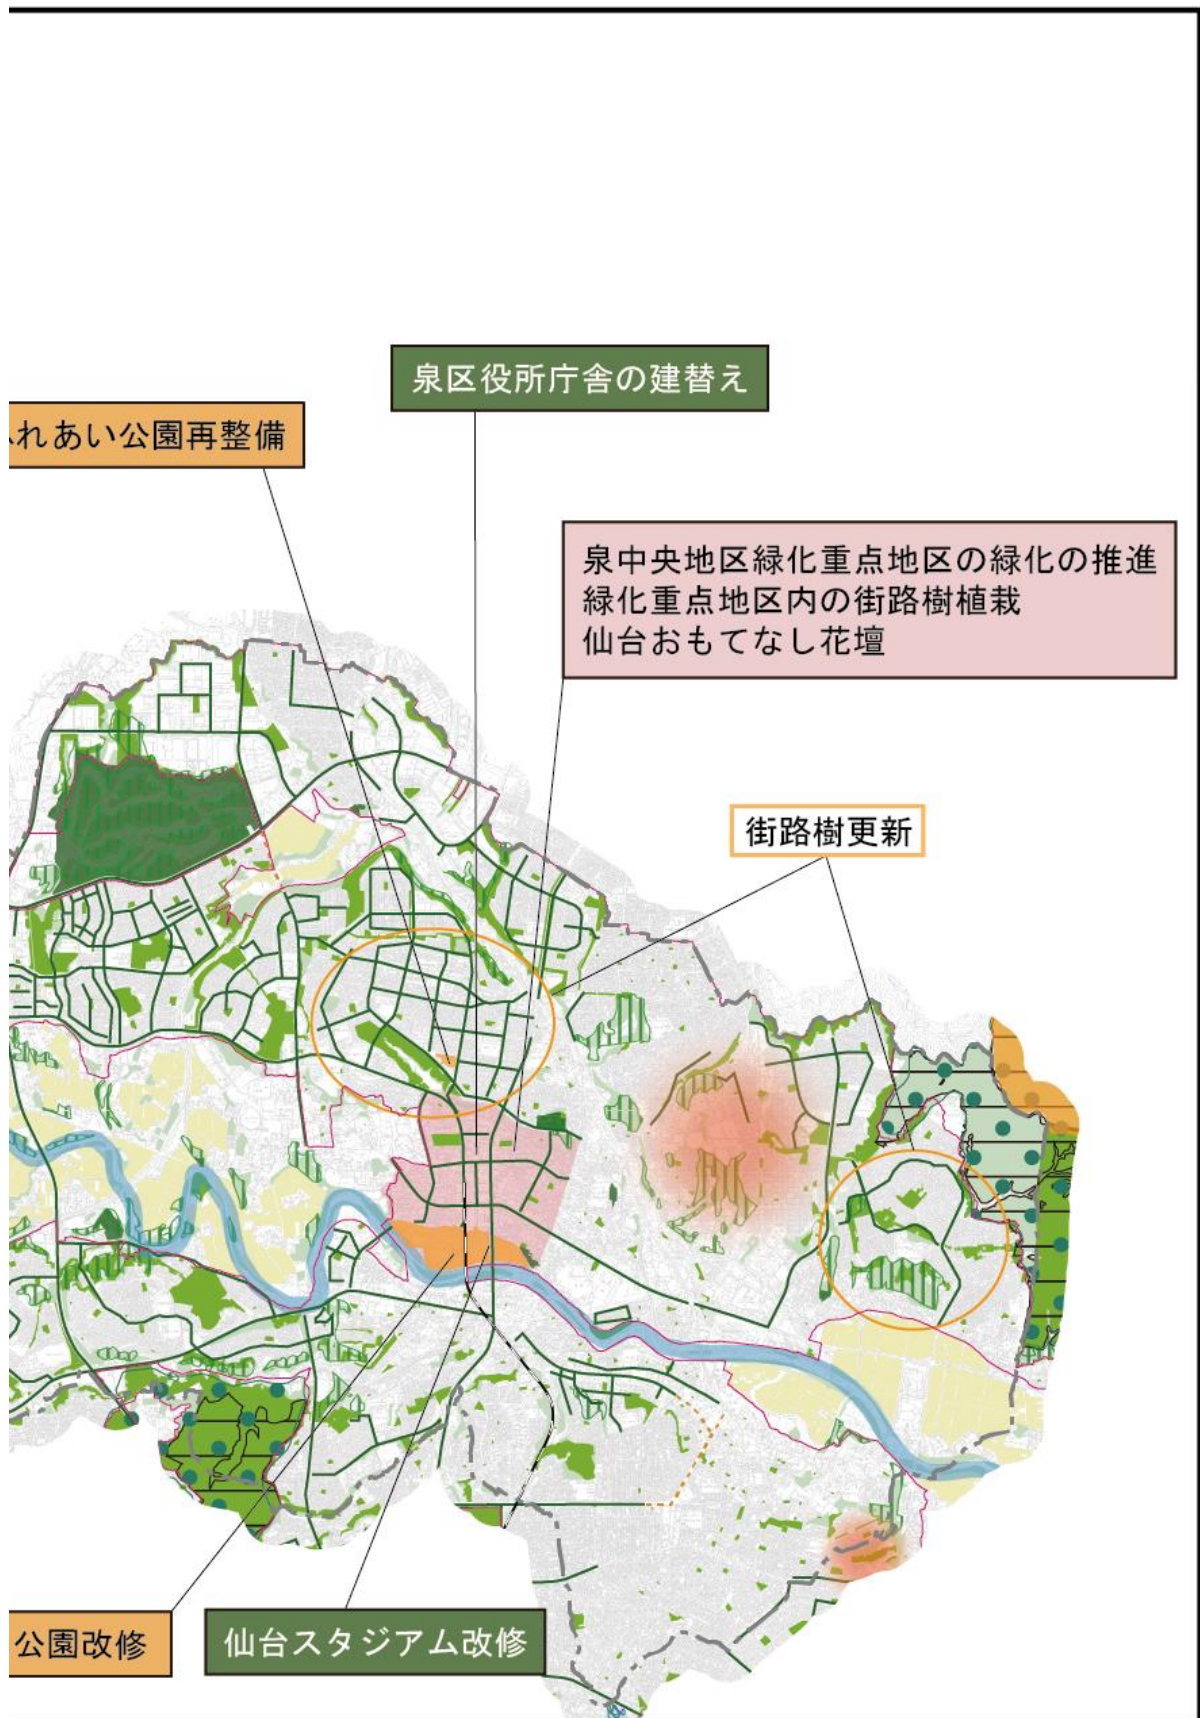 泉区役所庁舎の建替え
れあい公園再整備
泉中央地区緑化重点地区の緑化の推進
緑化重点地区内の街路樹植栽
仙台おもてなし花壇
街路樹更新
公園改修
仙台スタジアム改修